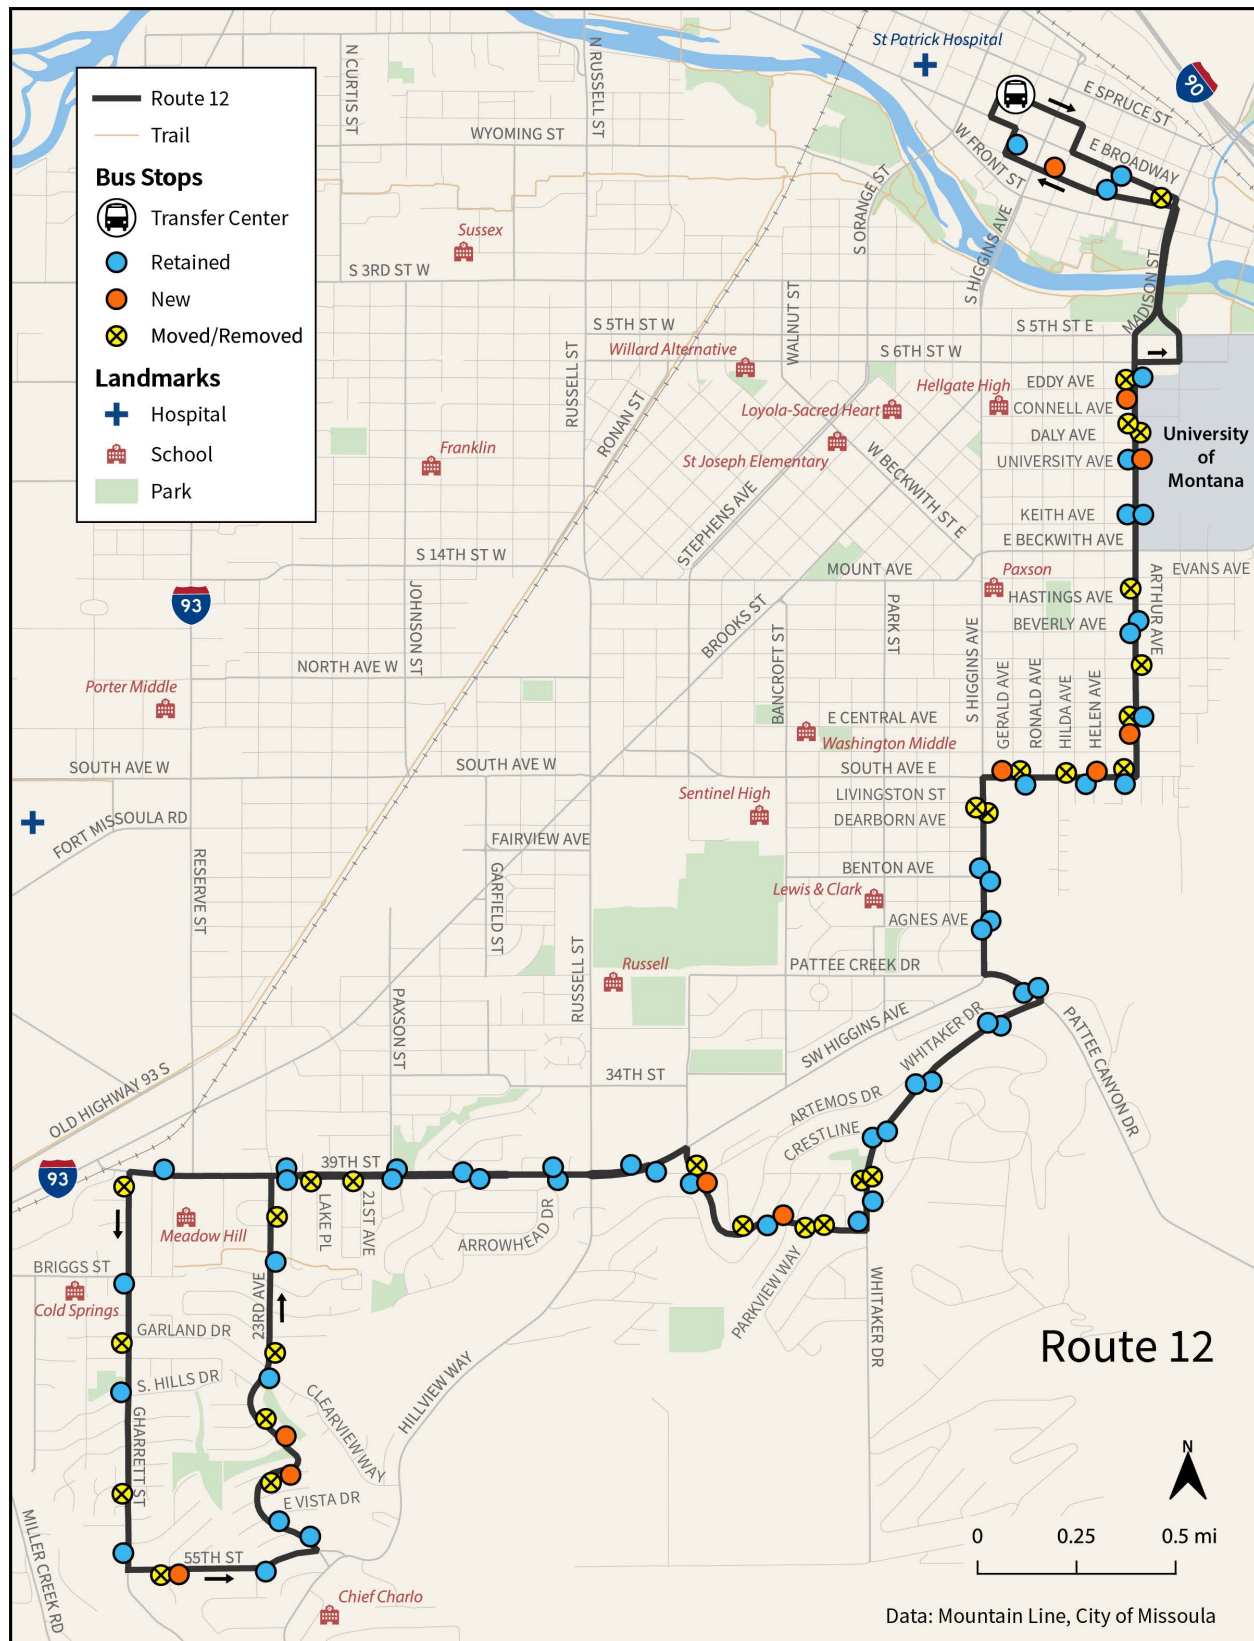 St Patrick Hospital
90
E SPRUCE ST
E BROADWAY
W FRONT ST
N CURTIS ST
N RUSSELL ST
WYOMING ST
Route 12
Trail
Bus Stops
Transfer Center
Retained
New
Moved/Removed
Landmarks
Hospital
School
Park
S ORANGE ST
S HIGGINS AVE
MADISON ST
Sussex
S 3RD ST W
S 5TH ST W
S 5TH ST E
WALNUT ST
Willard Alternative
S 6TH ST W
RUSSELL ST
RONAN ST
Hellgate High
Loyola-Sacred Heart
St Joseph Elementary
Franklin
W BECKWITH ST E
STEPHENS AVE
EDDY AVE
CONNELL AVE
DALY AVE
UNIVERSITY AVE
University
of
Montana
KEITH AVE
E BECKWITH AVE
EVANS AVE
S 14TH ST W
MOUNT AVE
Paxson
HASTINGS AVE
BEVERLY AVE
ARTHUR AVE
93
JOHNSON ST
BROOKS ST
BANCROFT ST
PARK ST
S HIGGINS AVE
GERALD AVE
RONALD AVE
HILDA AVE
HELEN AVE
NORTH AVE W
Porter Middle
E CENTRAL AVE
Washington Middle
SOUTH AVE W
SOUTH AVE W
SOUTH AVE E
Sentinel High
LIVINGSTON ST
DEARBORN AVE
FORT MISSOULA RD
FAIRVIEW AVE
RESERVE ST
GARFIELD ST
BENTON AVE
Lewis & Clark
AGNES AVE
PATTEE CREEK DR
Russell
RUSSELL ST
PAXSON ST
SW HIGGINS AVE
WHITAKER DR
PATTEE CANYON DR
34TH ST
ARTEMOS DR
CRESTLINE
OLD HIGHWAY 93 S
93
39TH ST
LAKE PL
21ST AVE
ARROWHEAD DR
Meadow Hill
BRIGGS ST
Cold Springs
GARLAND DR
23RD AVE
S. HILLS DR
GHARRETT ST
CLEARVIEW WAY
HILLVIEW WAY
PARKVIEW WAY
WHITAKER DR
E VISTA DR
55TH ST
MILLER CREEK RD
Chief Charlo
Route 12
N
0 0.25 0.5 mi
Data: Mountain Line, City of Missoula